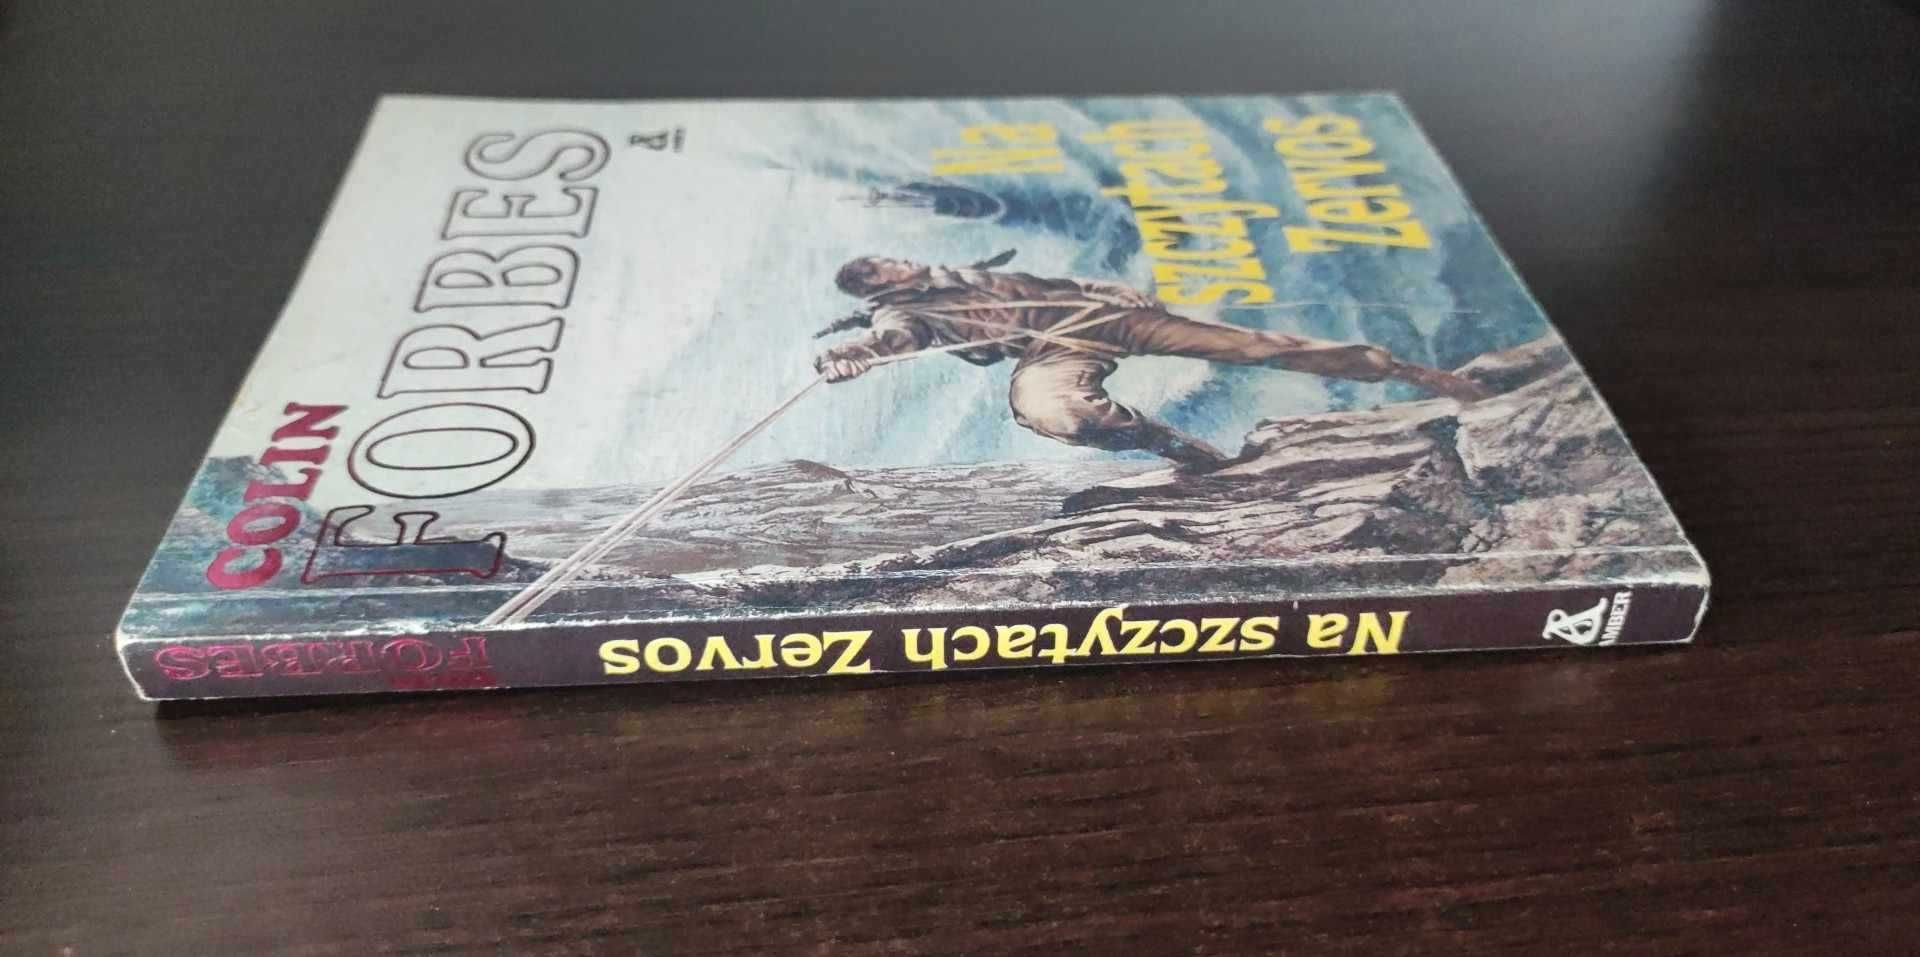 COLIN
FORBES
&
Na
szczytach
Zervos
FORBES
Na szczytach Zervos
&
AMBER